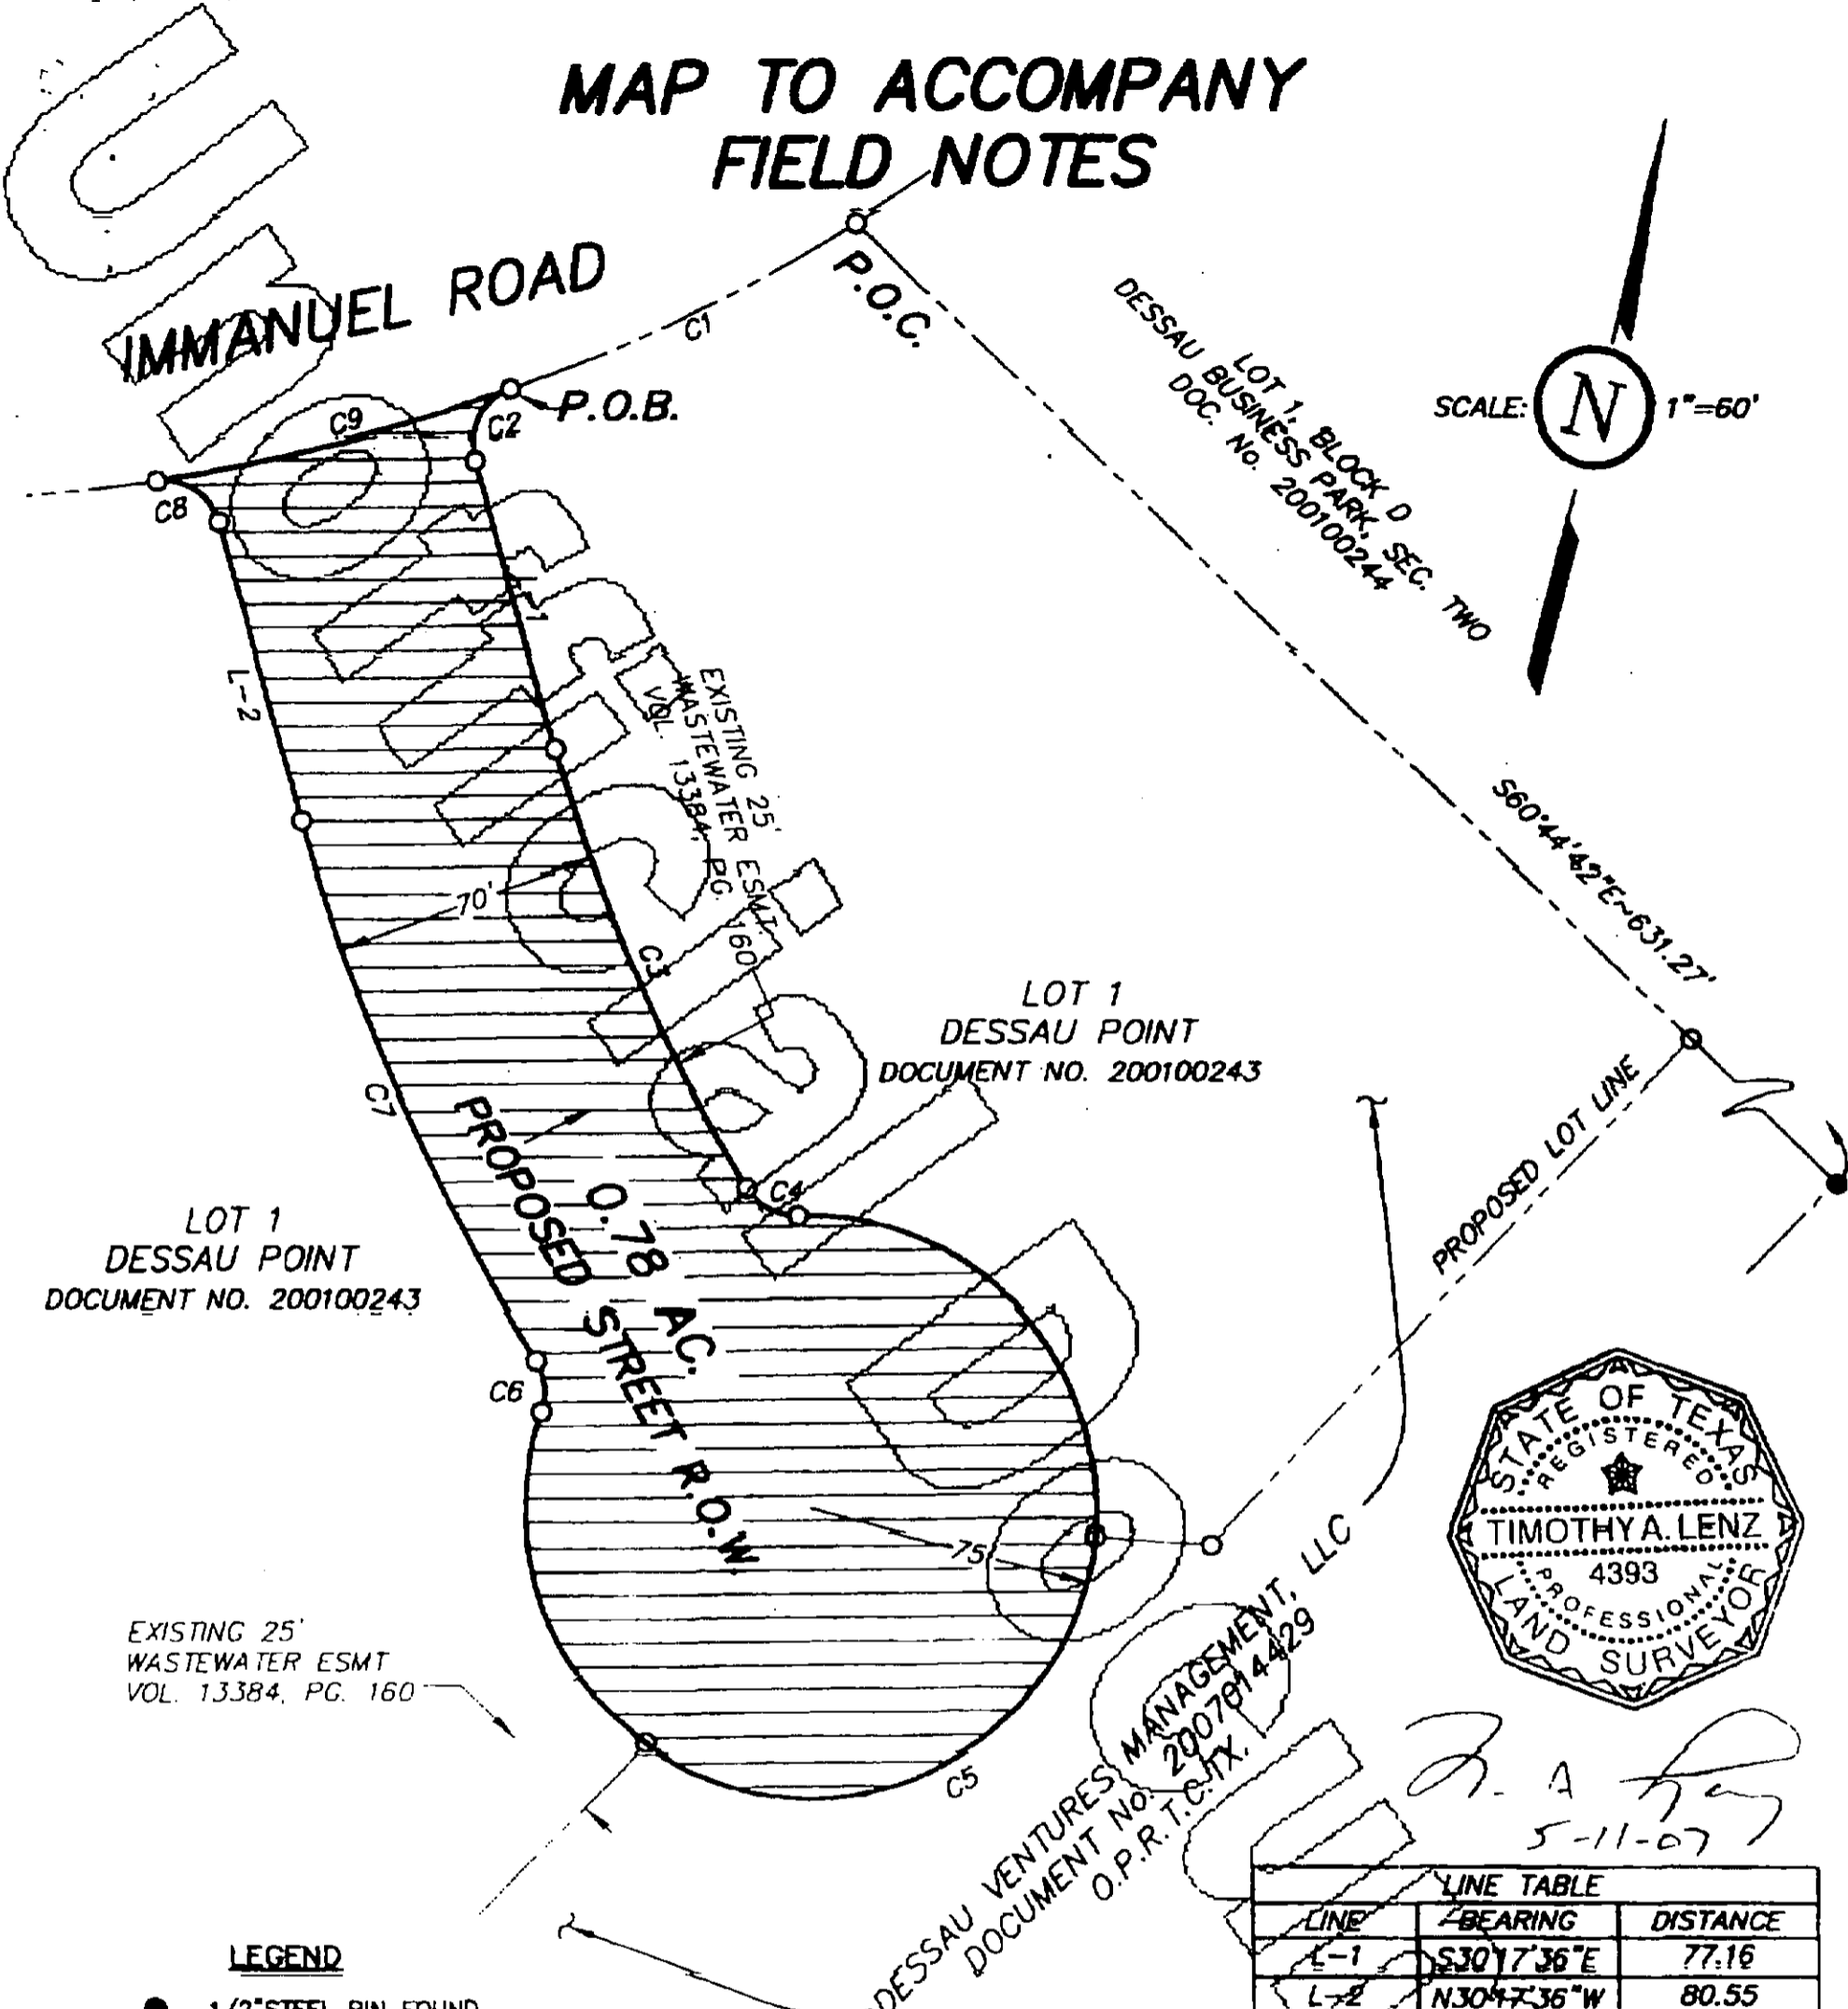 MAP TO ACCOMPANY
FIELD NOTES
IMMANUEL ROAD
C1
P.O.C.
P.O.B.
C2
C9
C8
LOT 1, BLOCK D
DESSAU BUSINESS PARK, SEC. TWO
DOC. No. 200100244
SCALE:
N
1"=60'
L-2
EXISTING 25'
WASTEWATER ESMT.
VOL. 13384, PG. 160
S60°44'42"E~631.27'
70'
C3
C7
LOT 1
DESSAU POINT
DOCUMENT NO. 200100243
PROPOSED LOT LINE
C4
0.78 AC.
PROPOSED STREET R.O.W.
LOT 1
DESSAU POINT
DOCUMENT NO. 200100243
C6
75'
C5
EXISTING 25'
WASTEWATER ESMT
VOL. 13384, PG. 160
DESSAU VENTURES MANAGEMENT, LLC
DOCUMENT No. 2007014429
O.P.R.T.C.TX.
STATE OF TEXAS
REGISTERED
TIMOTHY A. LENZ
4393
PROFESSIONAL
LAND SURVEYOR
5-11-07
LINE TABLE
LINE BEARING DISTANCE
L-1 S30°17'36"E 77.16
L-2 N30°17'36"W 80.55
LEGEND
1/2" STEEL PIN FOUND
Unofficial Docu